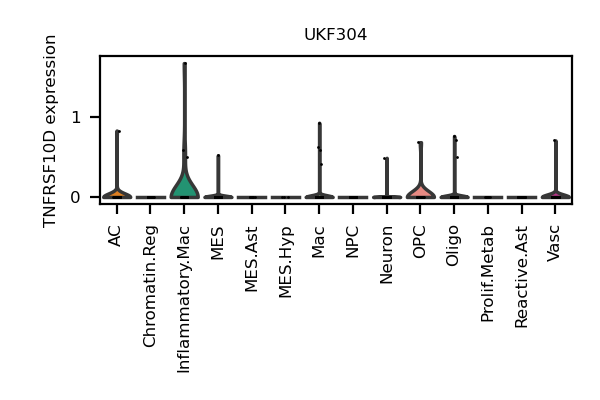 UKF304
TNFRSF10D expression
1
0
AC
Chromatin.Reg
Inflammatory.Mac
MES
MES.Ast
MES.Hyp
Mac
NPC
Neuron
OPC
Oligo
Prolif.Metab
Reactive.Ast
Vasc